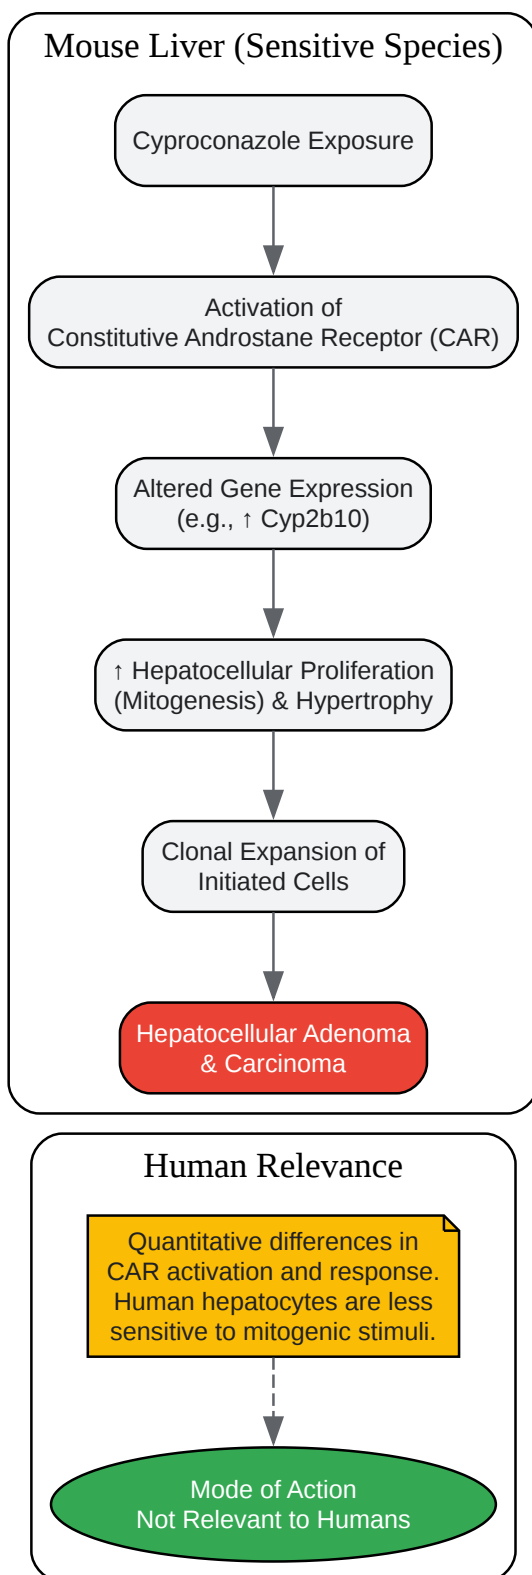 Mouse Liver (Sensitive Species)
Cyproconazole Exposure
Activation of
Constitutive Androstane Receptor (CAR)
Altered Gene Expression
(e.g., ↑ Cyp2b10)
↑ Hepatocellular Proliferation
(Mitogenesis) & Hypertrophy
Clonal Expansion of
Initiated Cells
Hepatocellular Adenoma
& Carcinoma
Human Relevance
Quantitative differences in
CAR activation and response.
Human hepatocytes are less
sensitive to mitogenic stimuli.
Mode of Action
Not Relevant to Humans